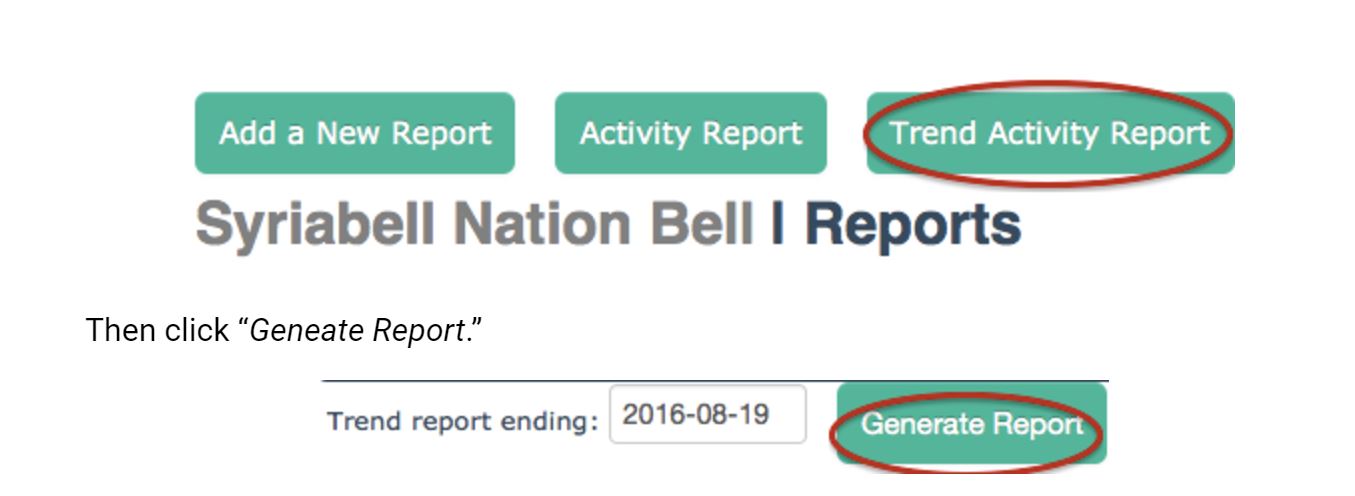 Add a New Report Activity Report Trend Activity Report
Syriabell Nation Bell | Reports
Then click “Geneate Report.”
Trend report ending: 2016-08-19 Generate Report